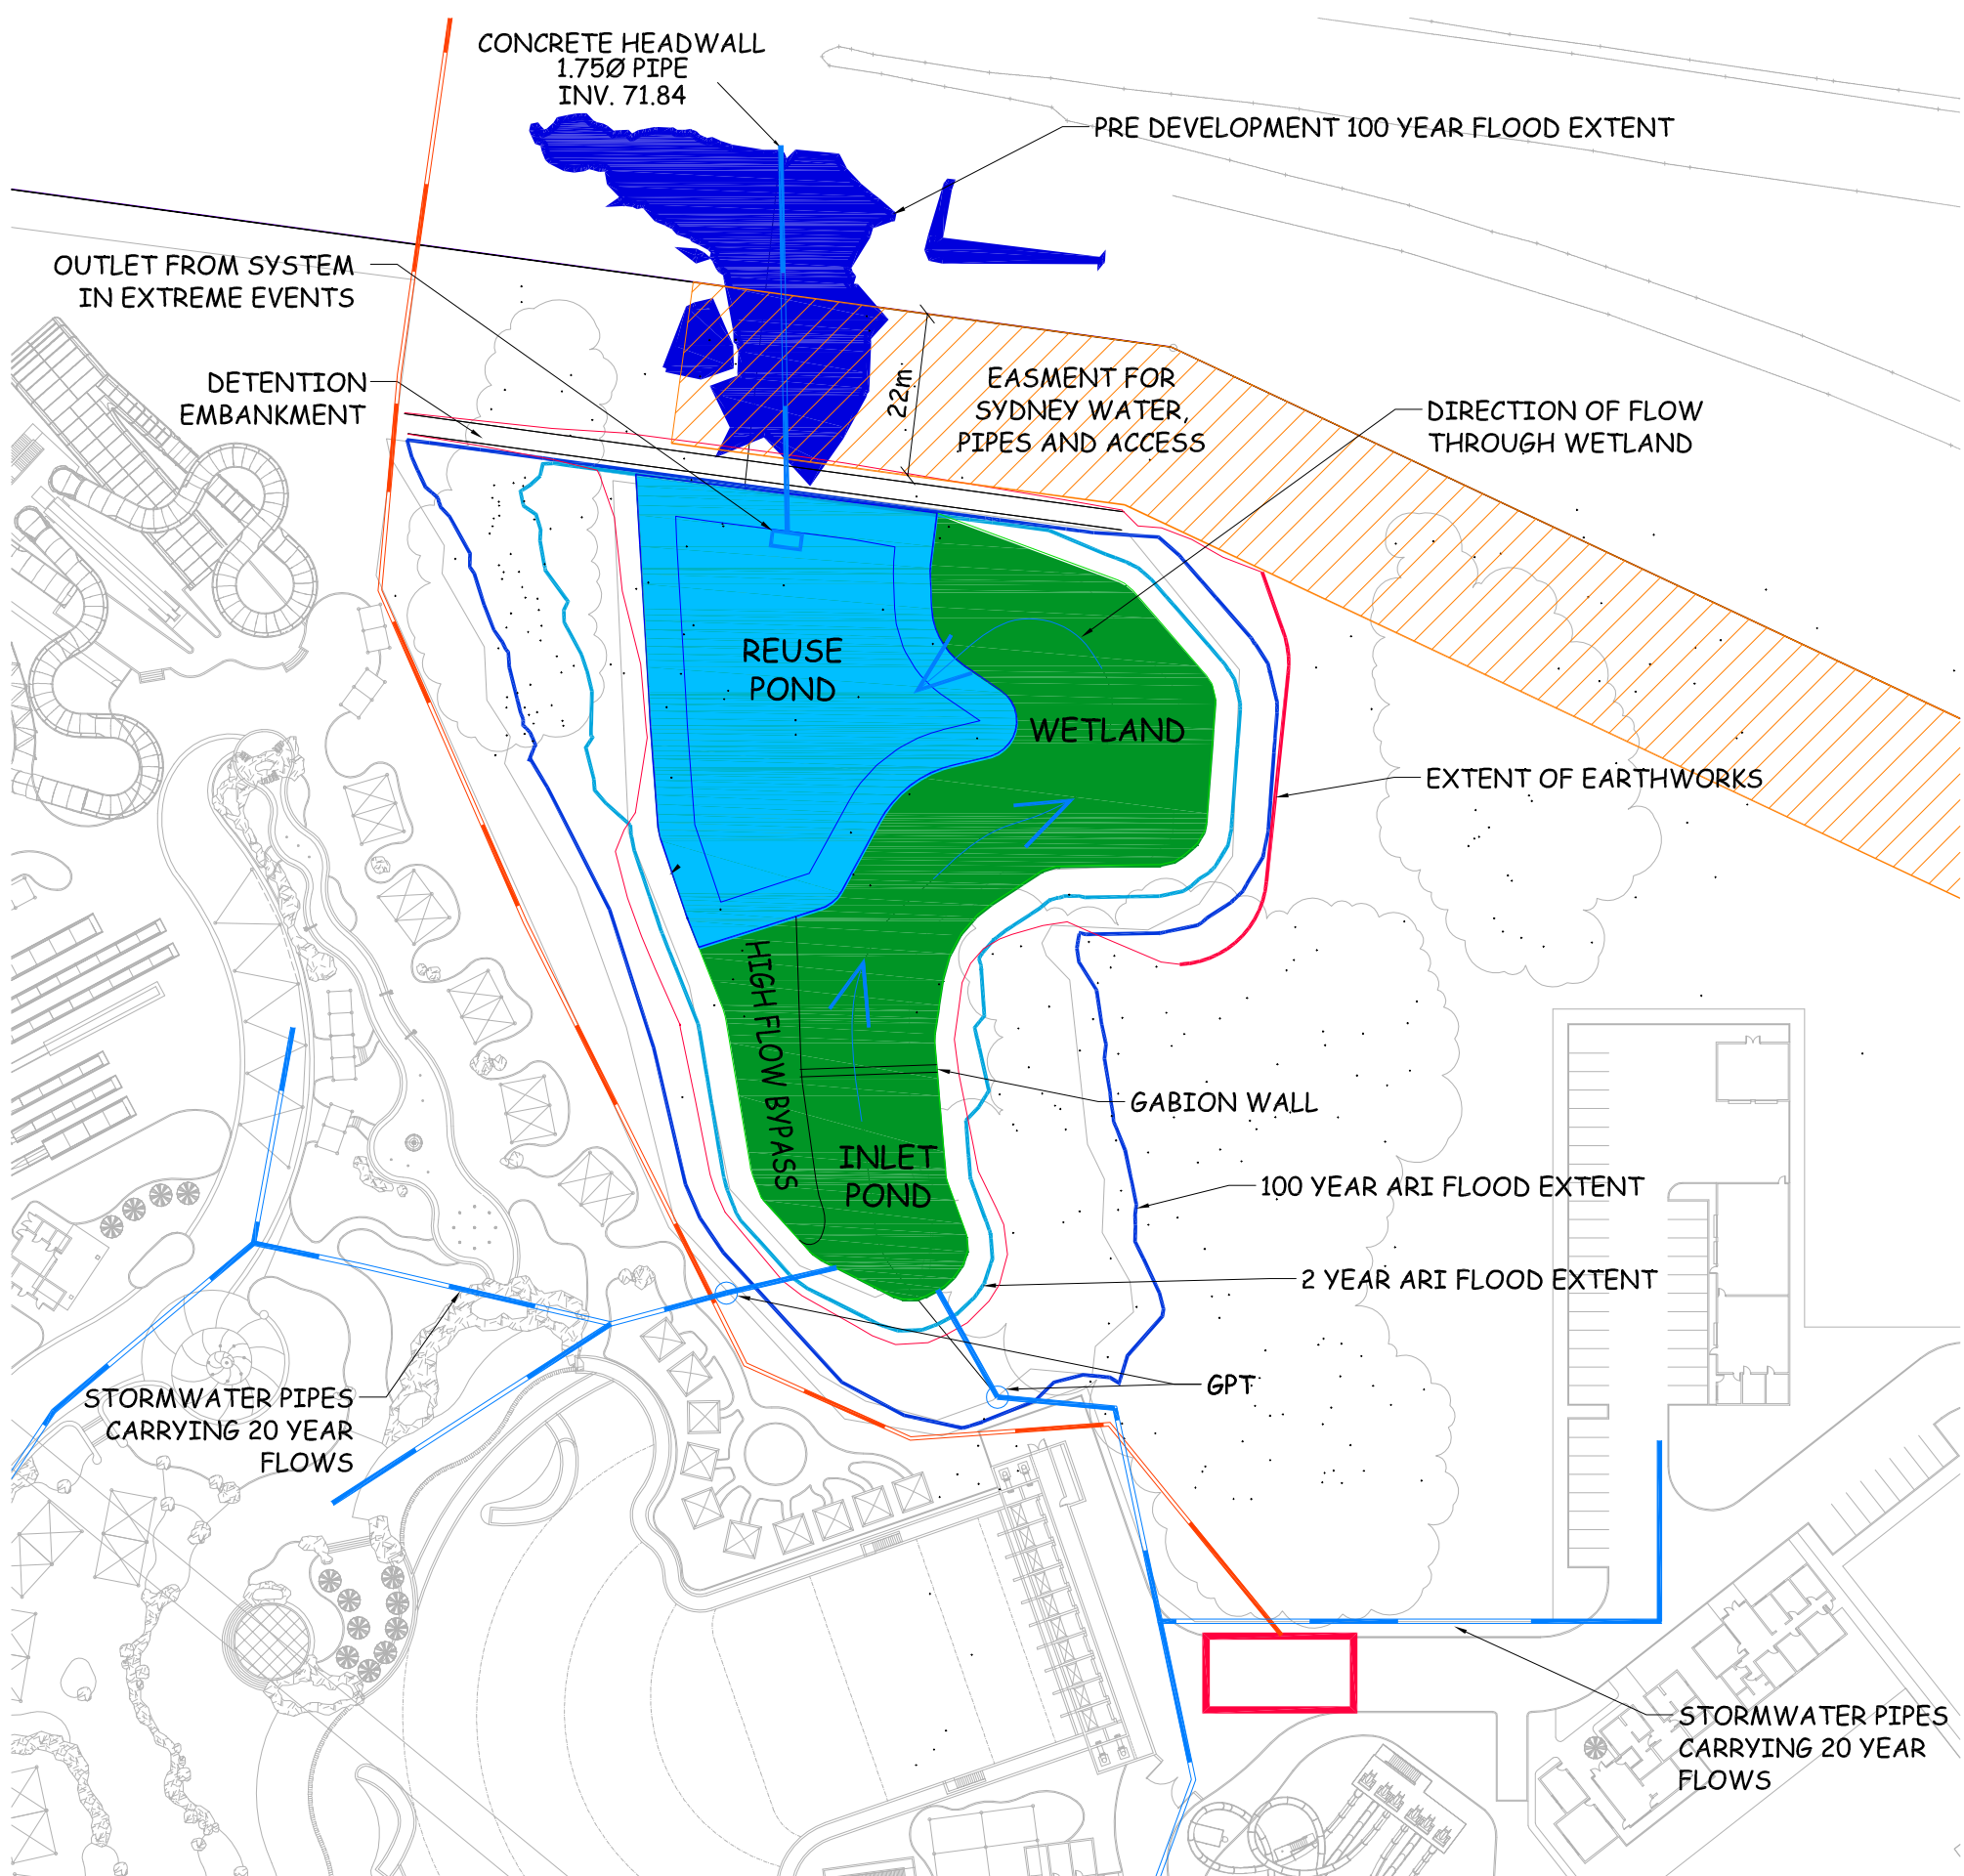 CONCRETE HEADWALL
1.75Ø PIPE
INV. 71.84
PRE DEVELOPMENT 100 YEAR FLOOD EXTENT
OUTLET FROM SYSTEM
IN EXTREME EVENTS
DETENTION
EMBANKMENT
22m
EASMENT FOR
SYDNEY WATER,
PIPES AND ACCESS
DIRECTION OF FLOW
THROUGH WETLAND
REUSE
POND
WETLAND
EXTENT OF EARTHWORKS
HIGH FLOW BYPASS
GABION WALL
INLET
POND
100 YEAR ARI FLOOD EXTENT
2 YEAR ARI FLOOD EXTENT
GPT
STORMWATER PIPES
CARRYING 20 YEAR
FLOWS
STORMWATER PIPES
CARRYING 20 YEAR
FLOWS